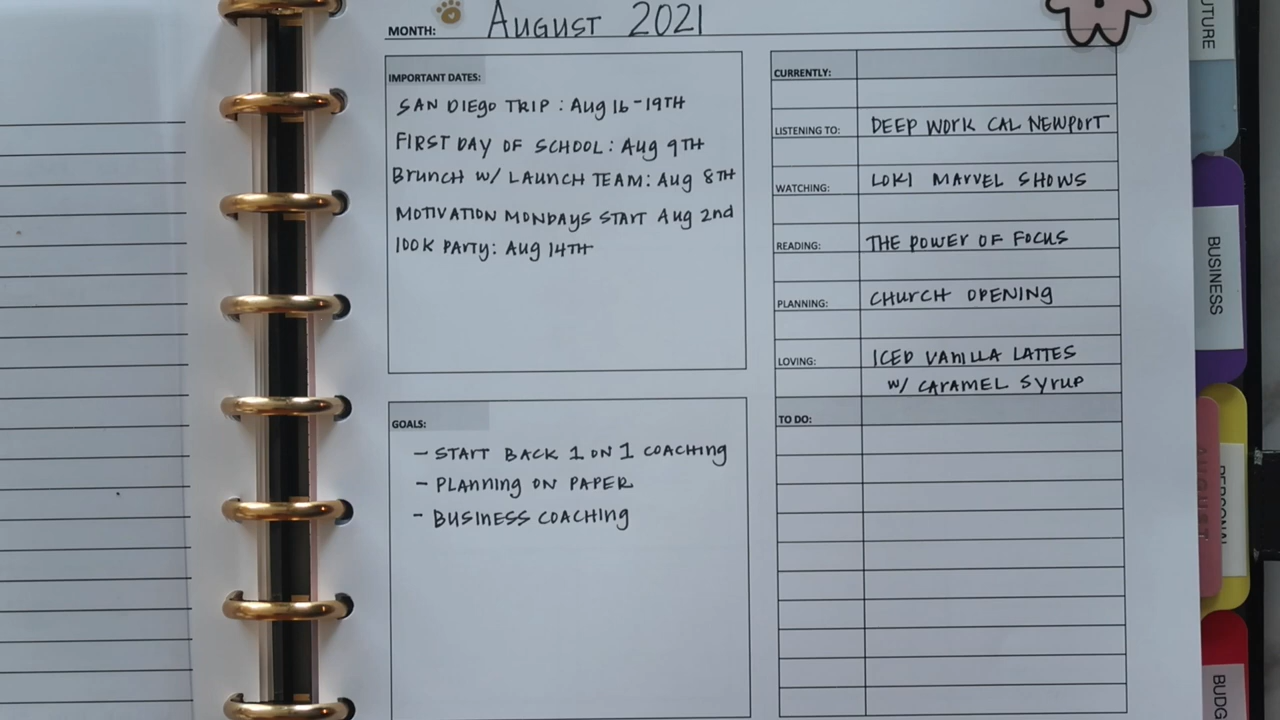 MONTH: AUGUST 2021
IMPORTANT DATES:
SAN DIEGO TRIP : Aug 16-19TH
FIRST DAY OF SCHOOL: Aug 9TH
BRUNCH W/ LAUNCH TEAM: Aug 8TH
MOTIVATION MONDAYS START Aug 2nd
100K PARTY: Aug 14TH
GOALS:
- START BACK 1 ON 1 COACHING
- PLANNING ON PAPER
- BUSINESS COACHING
CURRENTLY:
LISTENING TO: DEEP WORK CAL NEWPORT
WATCHING: LOKI MARVEL SHOWS
READING: THE POWER OF FOCUS
PLANNING: CHURCH OPENING
LOVING: ICED VANILLA LATTES
W/ CARAMEL SYRUP
TO DO:
UTURE
BUSINESS
PERSONAL
AUGUST
BUDG